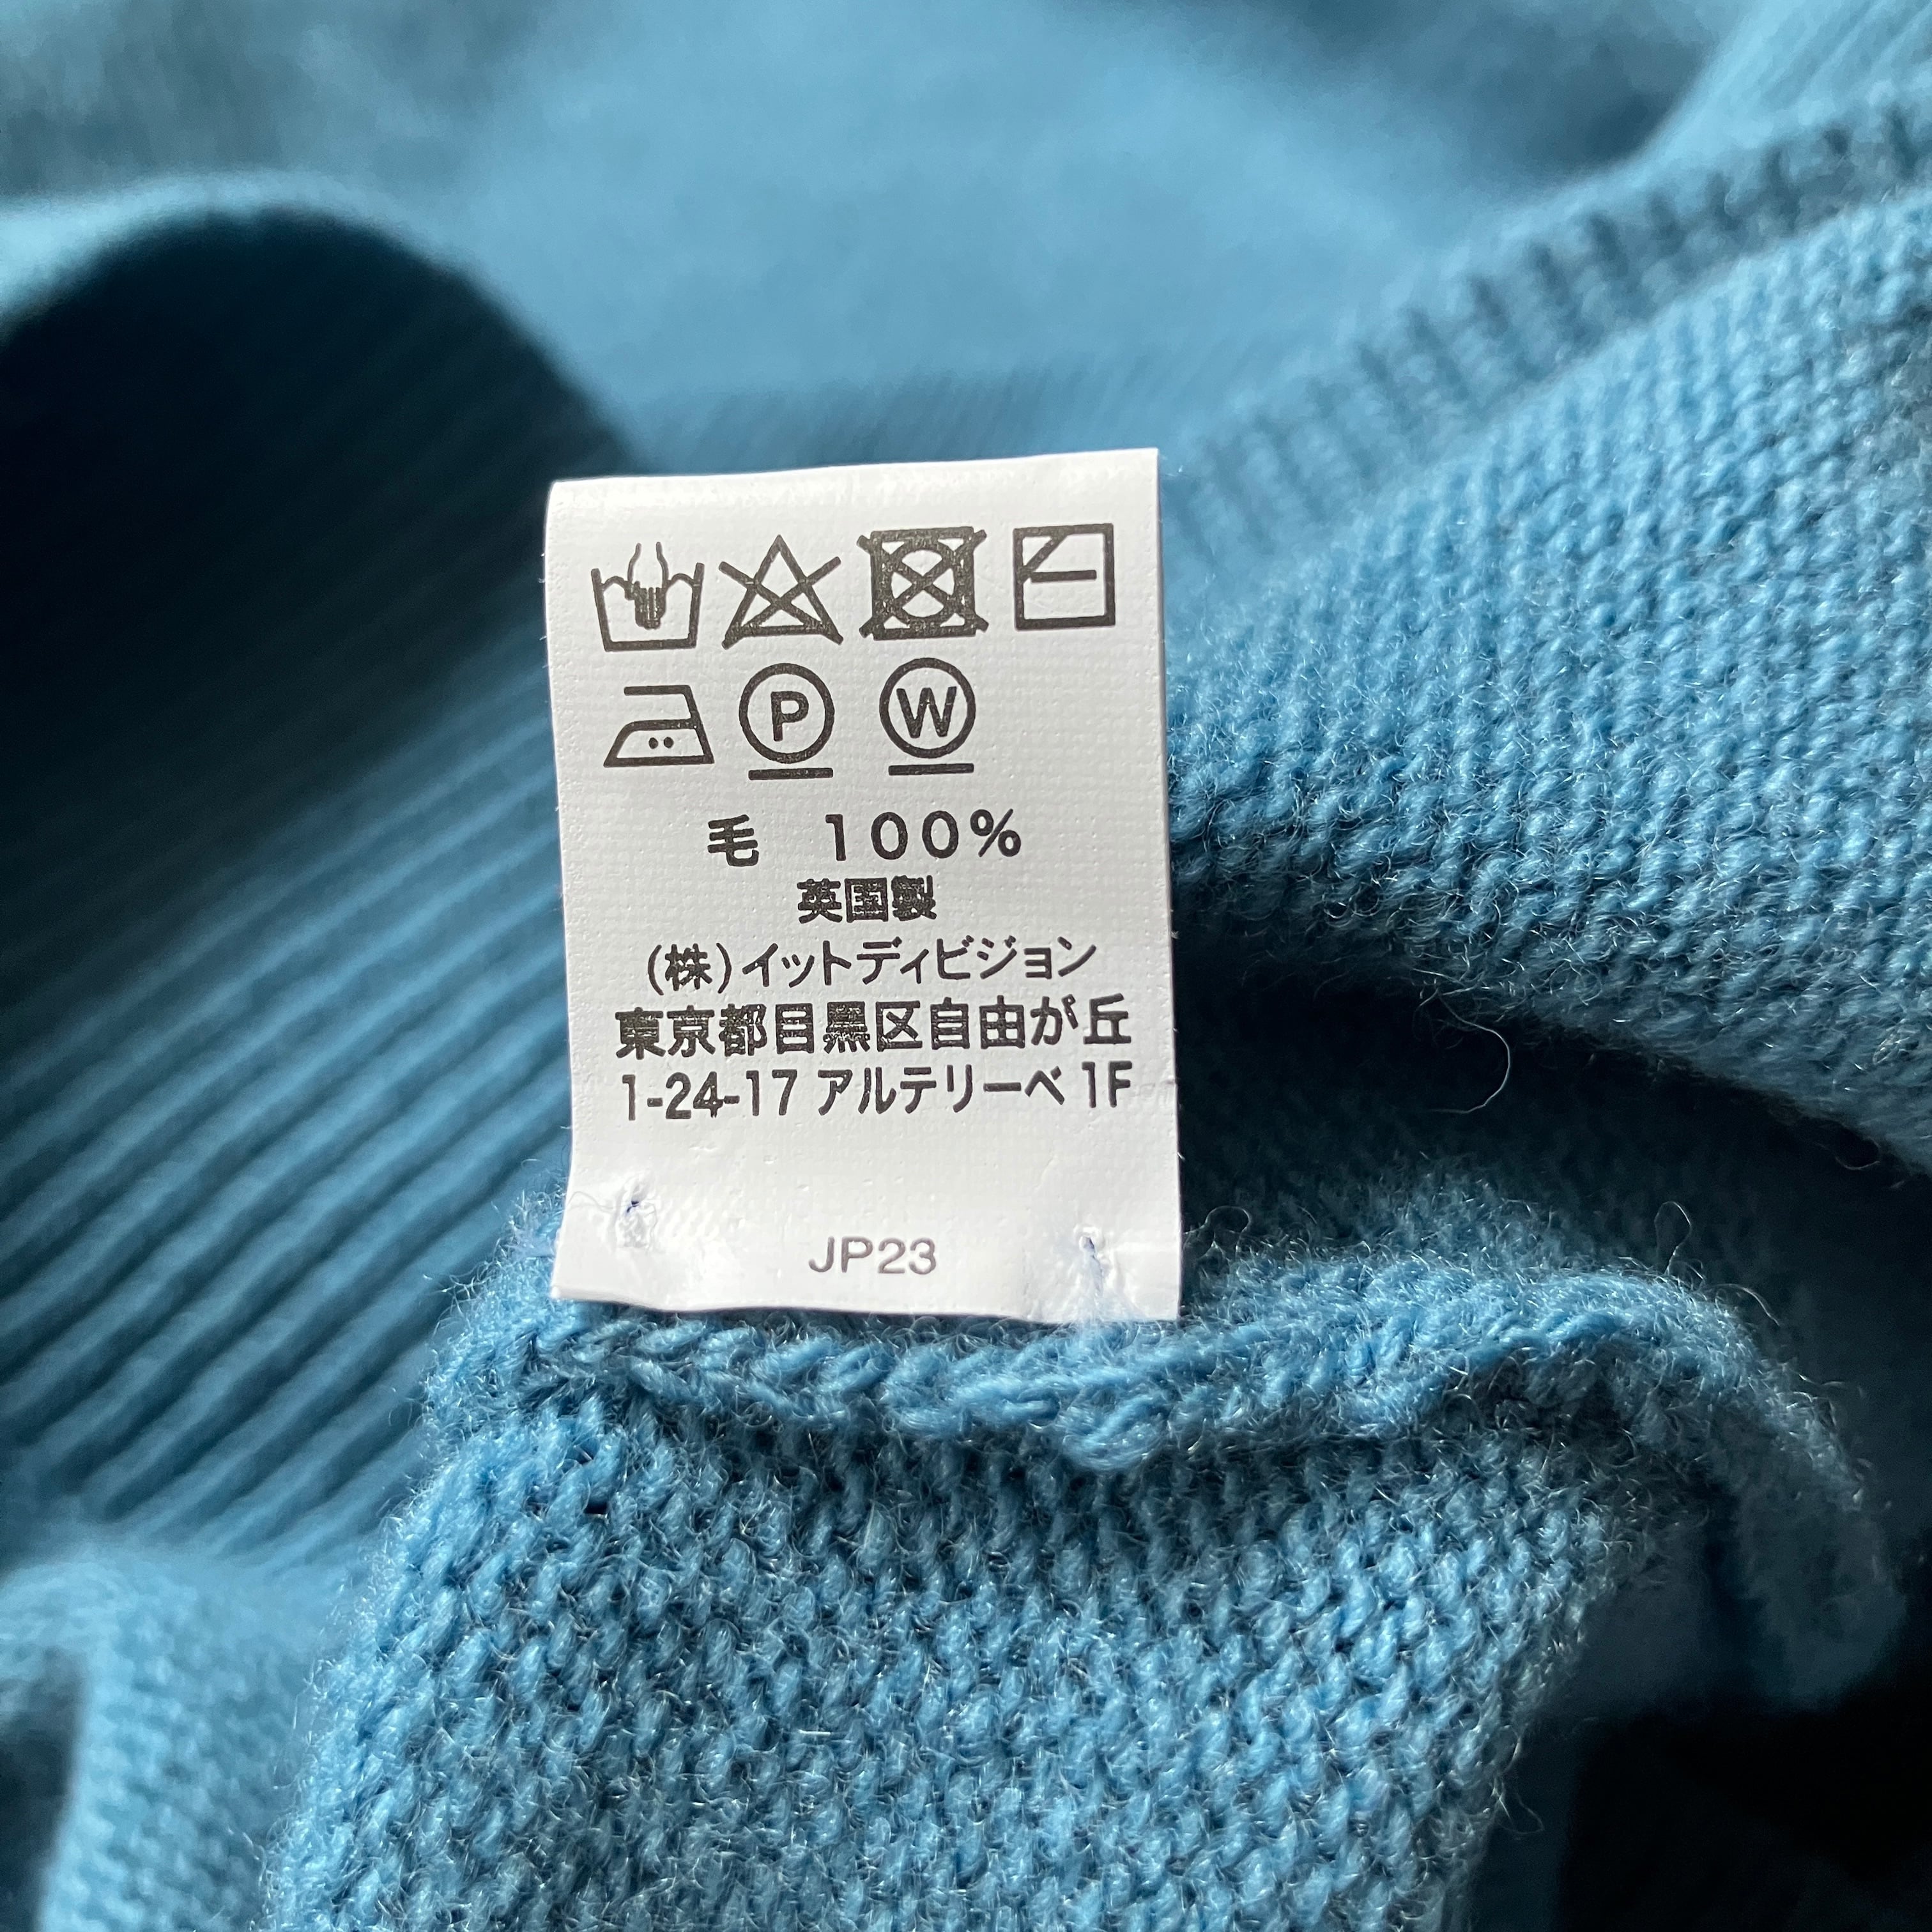 P W
毛 100%
英国製
(株)イットディビジョン
東京都目黒区自由が丘
1-24-17 アルテリーベ 1F
JP23